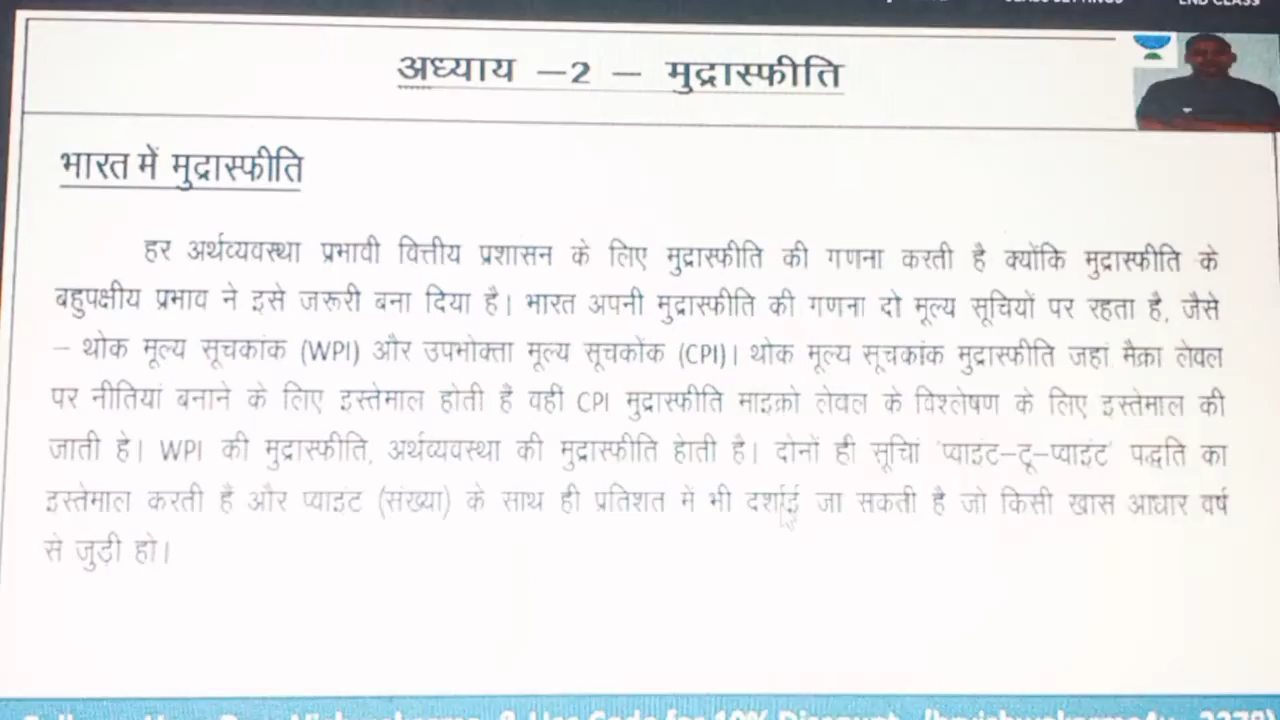 अध्याय –2 – मुद्रास्फीति
भारत में मुद्रास्फीति
हर अर्थव्यवस्था प्रभावी वित्तीय प्रशासन के लिए मुद्रास्फीति की गणना करती है क्योंकि मुद्रास्फीति के
बहुपक्षीय प्रभाव ने इसे जरूरी बना दिया है। भारत अपनी मुद्रास्फीति की गणना दो मूल्य सूचियों पर रहता है, जैसे
– थोक मूल्य सूचकांक (WPI) और उपभोक्ता मूल्य सूचकोंक (CPI)। थोक मूल्य सूचकांक मुद्रास्फीति जहां मैक्रा लेवल
पर नीतियां बनाने के लिए इस्तेमाल होती है वहीं CPI मुद्रास्फीति माइक्रो लेवल के विश्लेषण के लिए इस्तेमाल की
जाती है। WPI की मुद्रास्फीति, अर्थव्यवस्था की मुद्रास्फीति होती है। दोनों ही सूचिां 'प्वाइंट–टू–प्वाइंट' पद्धति का
इस्तेमाल करती हैं और प्वाइंट (संख्या) के साथ ही प्रतिशत में भी दर्शाई जा सकती है जो किसी खास आधार वर्ष
से जुड़ी हो।